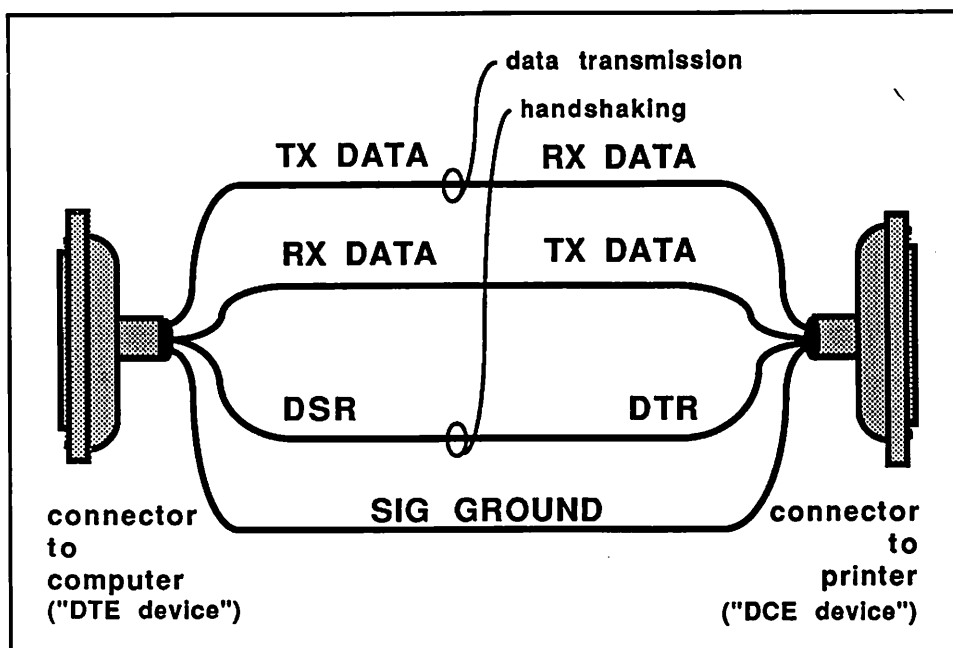 data transmission
handshaking
TX DATA RX DATA
RX DATA TX DATA
DSR DTR
SIG GROUND
connector
to
computer
("DTE device")
connector
to
printer
("DCE device")